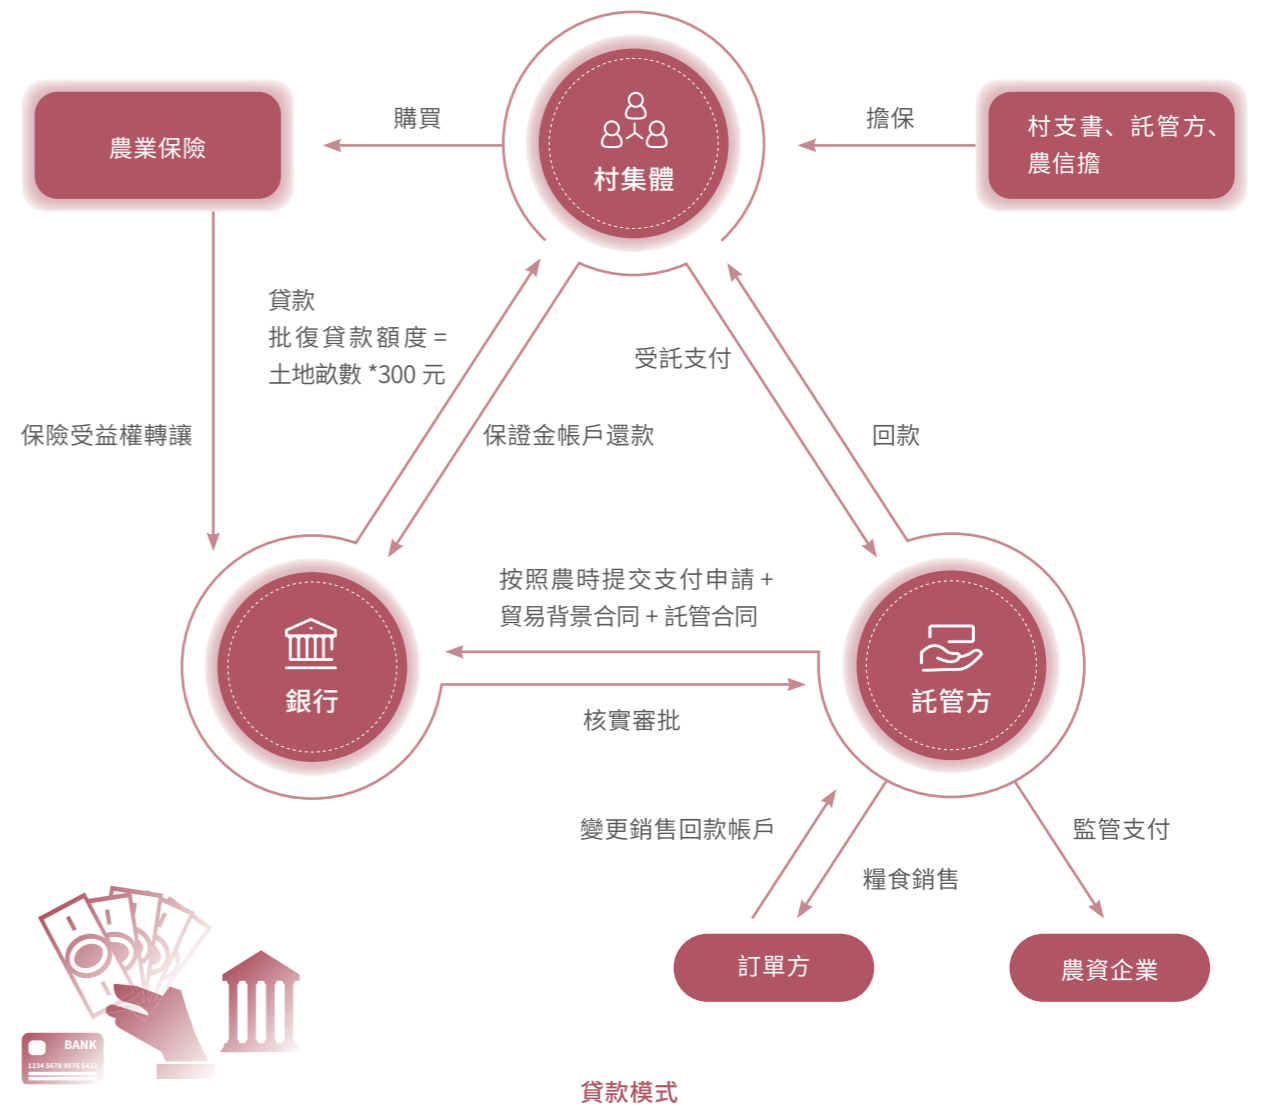 購買
擔保
農業保險
村集體
村支書、託管方、
農信擔
貸款
批復貸款額度 =
土地畝數 *300 元
受託支付
保險受益權轉讓
保證金帳戶還款
回款
按照農時提交支付申請 +
貿易背景合同 + 託管合同
銀行
託管方
核實審批
變更銷售回款帳戶
監管支付
糧食銷售
訂單方
農資企業
BANK
1234 5678 9876 5432
貸款模式